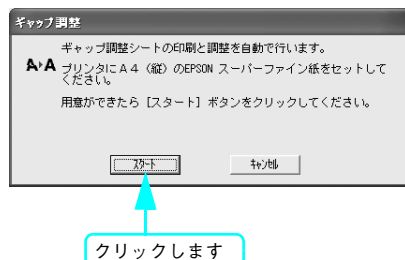 ギャップ調整
ギャップ調整シートの印刷と調整を自動で行います。
A▸A プリンタにA4(縦)のEPSON スーパーファイン紙をセットして
ください。
用意ができたら[スタート]ボタンをクリックしてください。
スタート キャンセル
クリックします